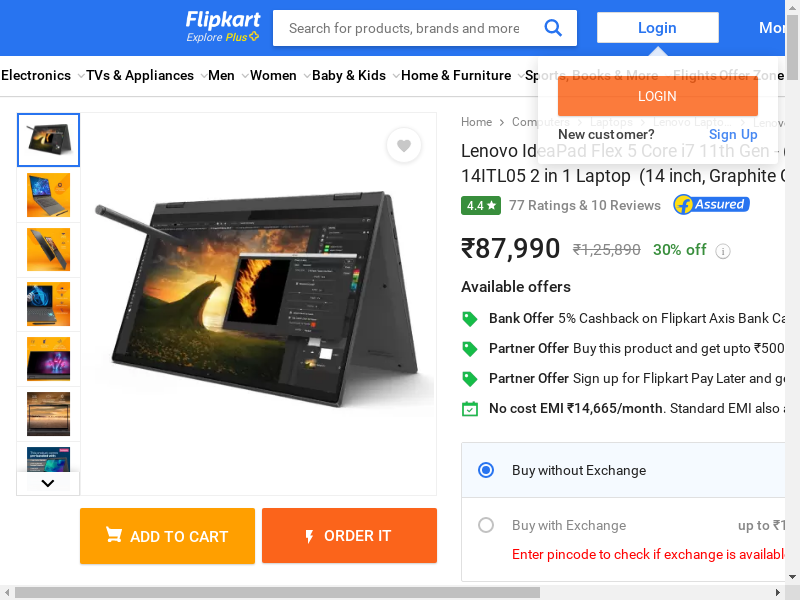 Flipkart
Explore Plus
Search for products, brands and more
Login
Mor
Electronics
TVs & Appliances
Men
Women
Baby & Kids
Home & Furniture
Sports, Books & More
Flights
Offer Zone
LOGIN
New customer?
Sign Up
Home
Computers
Laptops
Lenovo Lapto...
Lenovo
Lenovo IdeaPad Flex 5 Core i7 11th Gen - (
14ITL05 2 in 1 Laptop (14 inch, Graphite G
4.4
77 Ratings & 10 Reviews
Assured
₹87,990
₹1,25,890
30% off
Available offers
Bank Offer 5% Cashback on Flipkart Axis Bank Ca
Partner Offer Buy this product and get upto ₹500
Partner Offer Sign up for Flipkart Pay Later and ge
No cost EMI ₹14,665/month. Standard EMI also a
Buy without Exchange
Buy with Exchange
up to ₹1
Enter pincode to check if exchange is availabl
ADD TO CART
ORDER IT